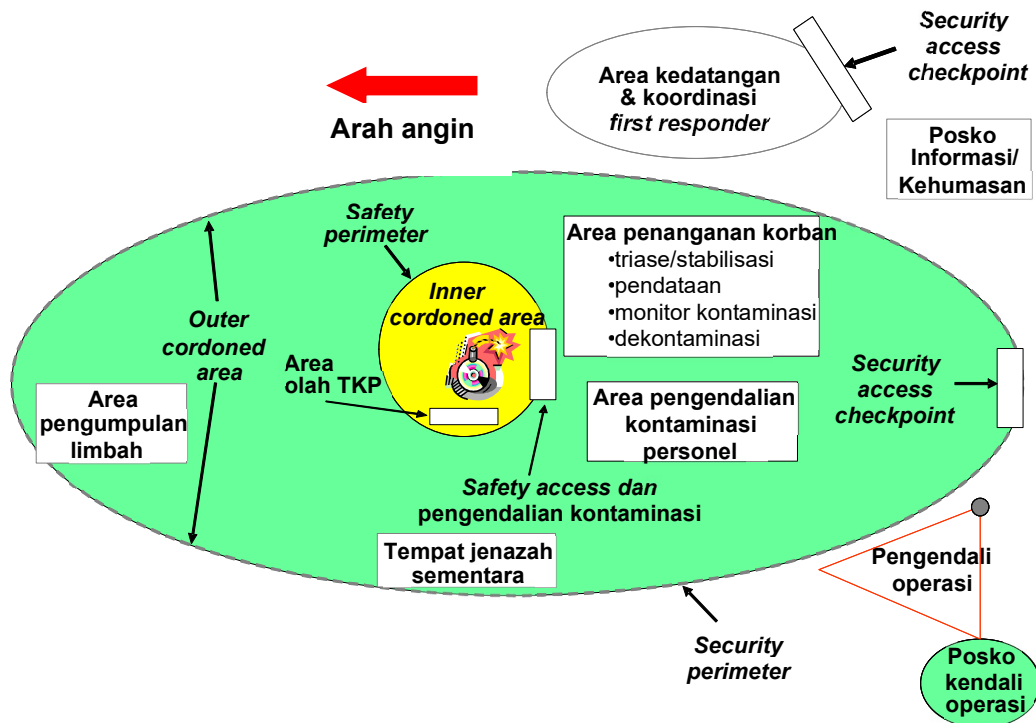 Security
access
checkpoint
Area kedatangan
& koordinasi
first responder
Arah angin
Posko
Informasi/
Kehumasan
Safety
perimeter
Area penanganan korban
•triase/stabilisasi
•pendataan
•monitor kontaminasi
•dekontaminasi
Inner
cordoned area
Outer
cordoned
area
Area
olah TKP
Security
access
checkpoint
Area
pengumpulan
limbah
Area pengendalian
kontaminasi
personel
Safety access dan
pengendalian kontaminasi
Tempat jenazah
sementara
Pengendali
operasi
Security
perimeter
Posko
kendali
operasi